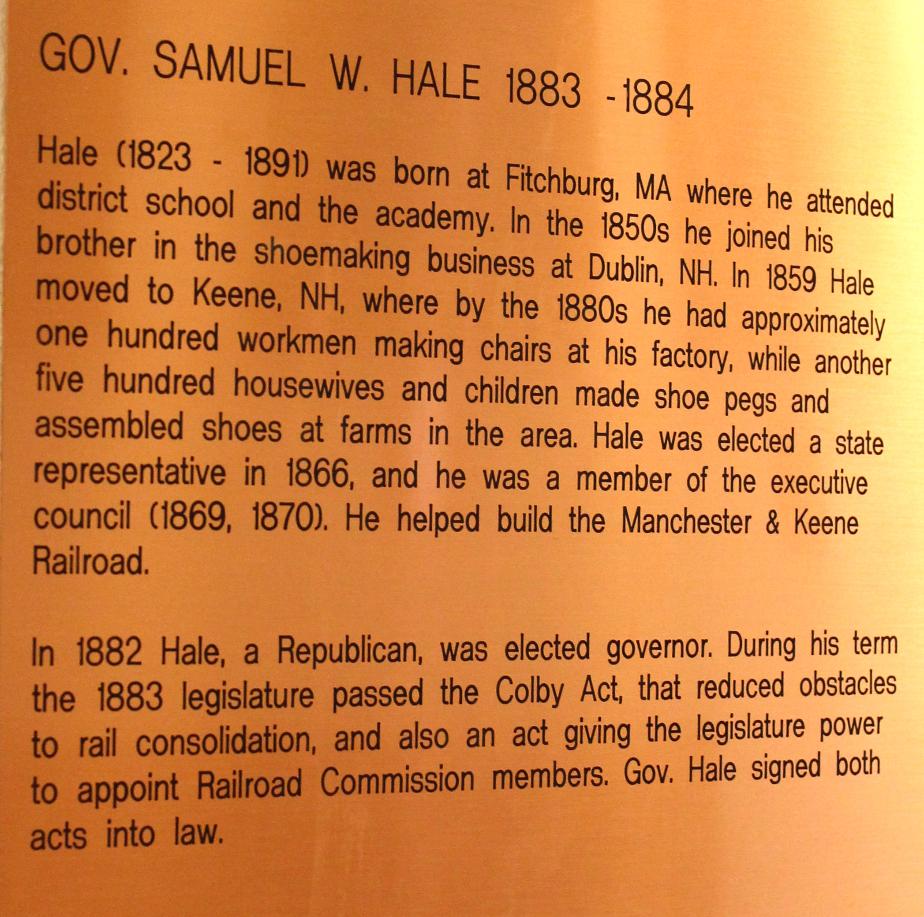 GOV. SAMUEL W. HALE 1883 -1884
Hale (1823 - 1891) was born at Fitchburg, MA where he attended
district school and the academy. In the 1850s he joined his
brother in the shoemaking business at Dublin, NH. In 1859 Hale
moved to Keene, NH, where by the 1880s he had approximately
one hundred workmen making chairs at his factory, while another
five hundred housewives and children made shoe pegs and
assembled shoes at farms in the area. Hale was elected a state
representative in 1866, and he was a member of the executive
council (1869, 1870). He helped build the Manchester & Keene
Railroad.
In 1882 Hale, a Republican, was elected governor. During his term
the 1883 legislature passed the Colby Act, that reduced obstacles
to rail consolidation, and also an act giving the legislature power
to appoint Railroad Commission members. Gov. Hale signed both
acts into law.